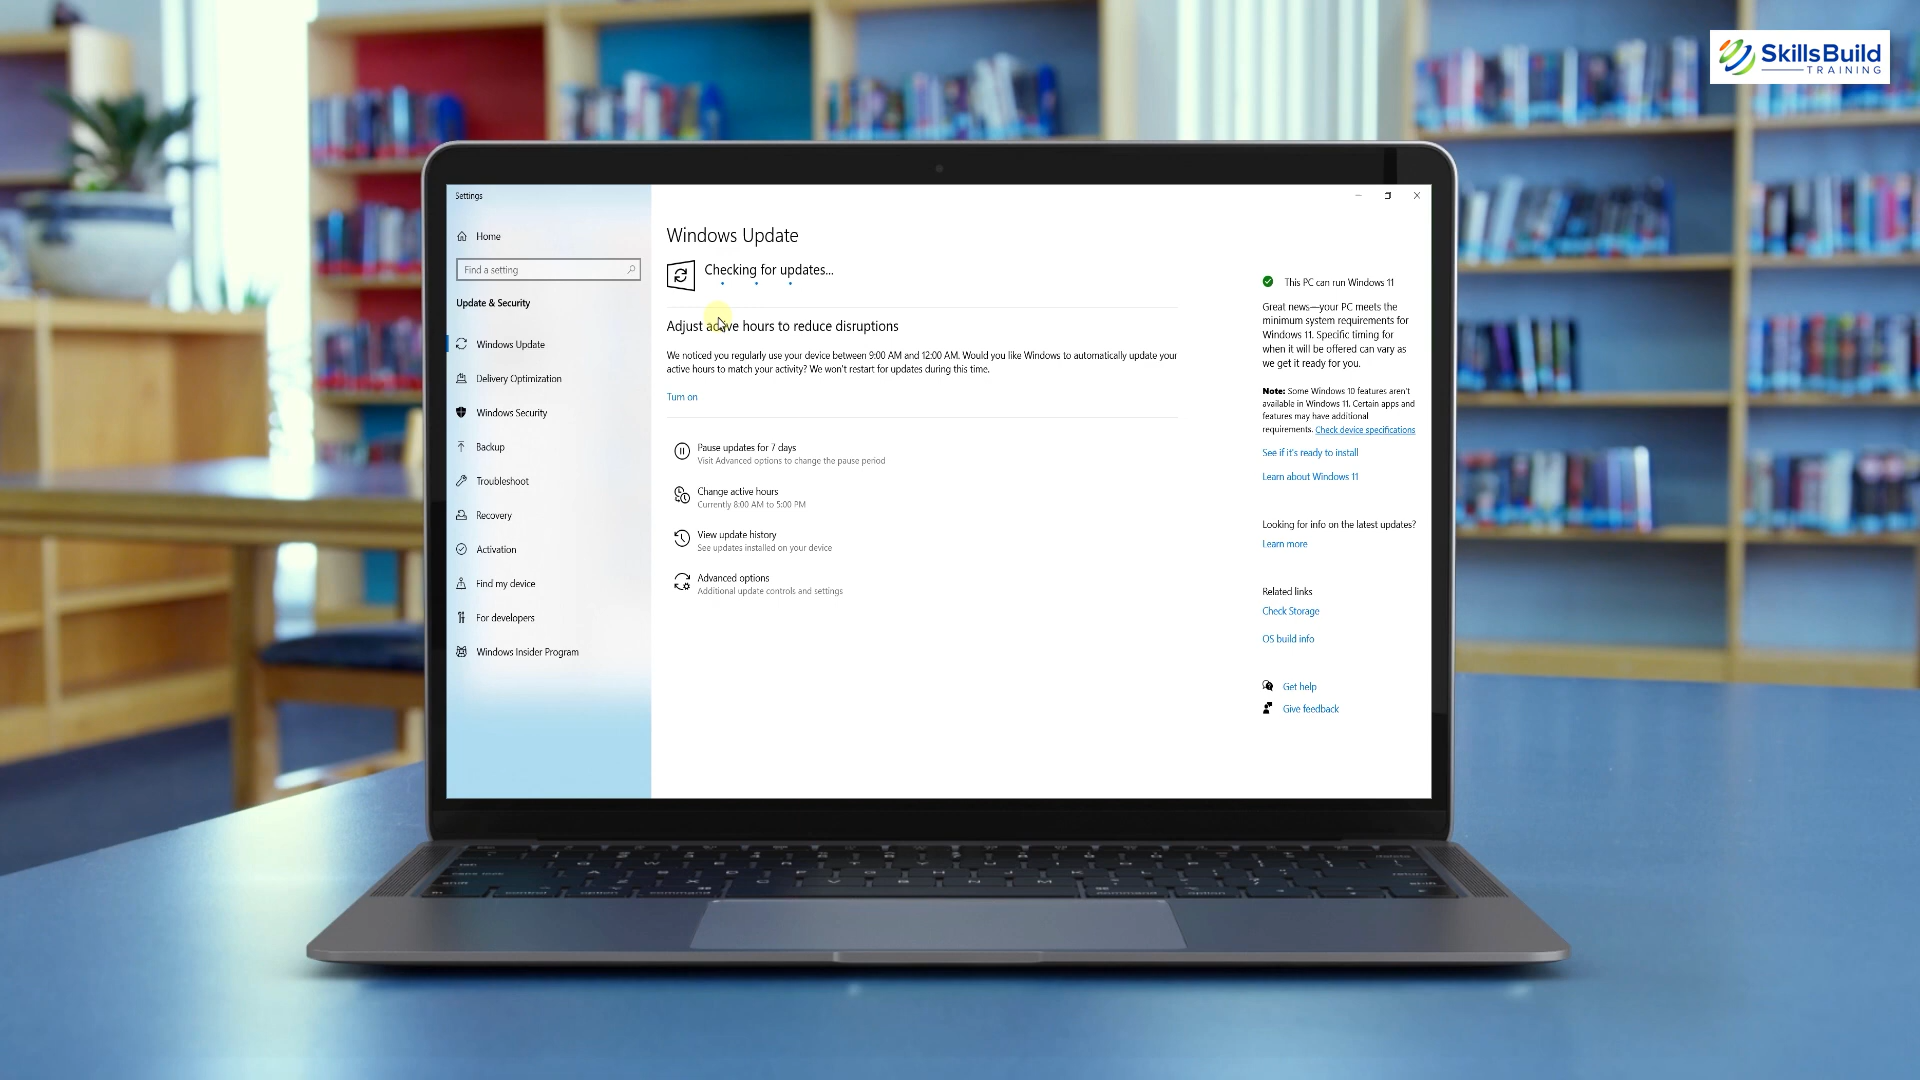 SkillsBuild
TRAINING
Settings
Home
Find a setting
Update & Security
Windows Update
Delivery Optimization
Windows Security
Backup
Troubleshoot
Recovery
Activation
Find my device
For developers
Windows Insider Program
Windows Update
Checking for updates...
Adjust active hours to reduce disruptions
We noticed you regularly use your device between 9:00 AM and 12:00 AM. Would you like Windows to automatically update your
active hours to match your activity? We won't restart for updates during this time.
Turn on
Pause updates for 7 days
Visit Advanced options to change the pause period
Change active hours
Currently 8:00 AM to 5:00 PM
View update history
See updates installed on your device
Advanced options
Additional update controls and settings
This PC can run Windows 11
Great news—your PC meets the
minimum system requirements for
Windows 11. Specific timing for
when it will be offered can vary as
we get it ready for you.
Note: Some Windows 10 features aren't
available in Windows 11. Certain apps and
features may have additional
requirements. Check device specifications
See if it's ready to install
Learn about Windows 11
Looking for info on the latest updates?
Learn more
Related links
Check Storage
OS build info
Get help
Give feedback